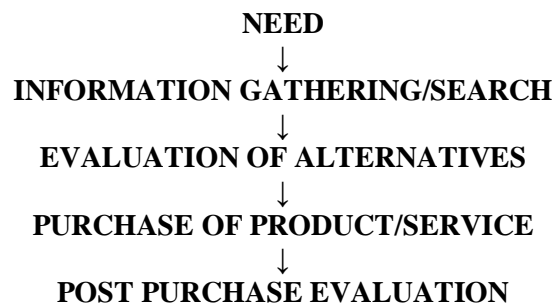 NEED
↓
INFORMATION GATHERING/SEARCH
↓
EVALUATION OF ALTERNATIVES
↓
PURCHASE OF PRODUCT/SERVICE
↓
POST PURCHASE EVALUATION